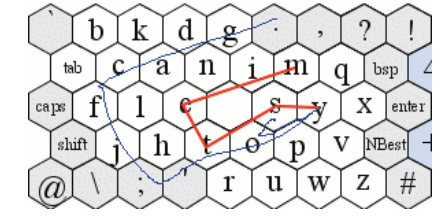 ` b k d g . , ? !
tab c a n i m q bsp
caps f l e s y x enter
shift j h t o p v NBest +
@ \ ; ' r u w z #